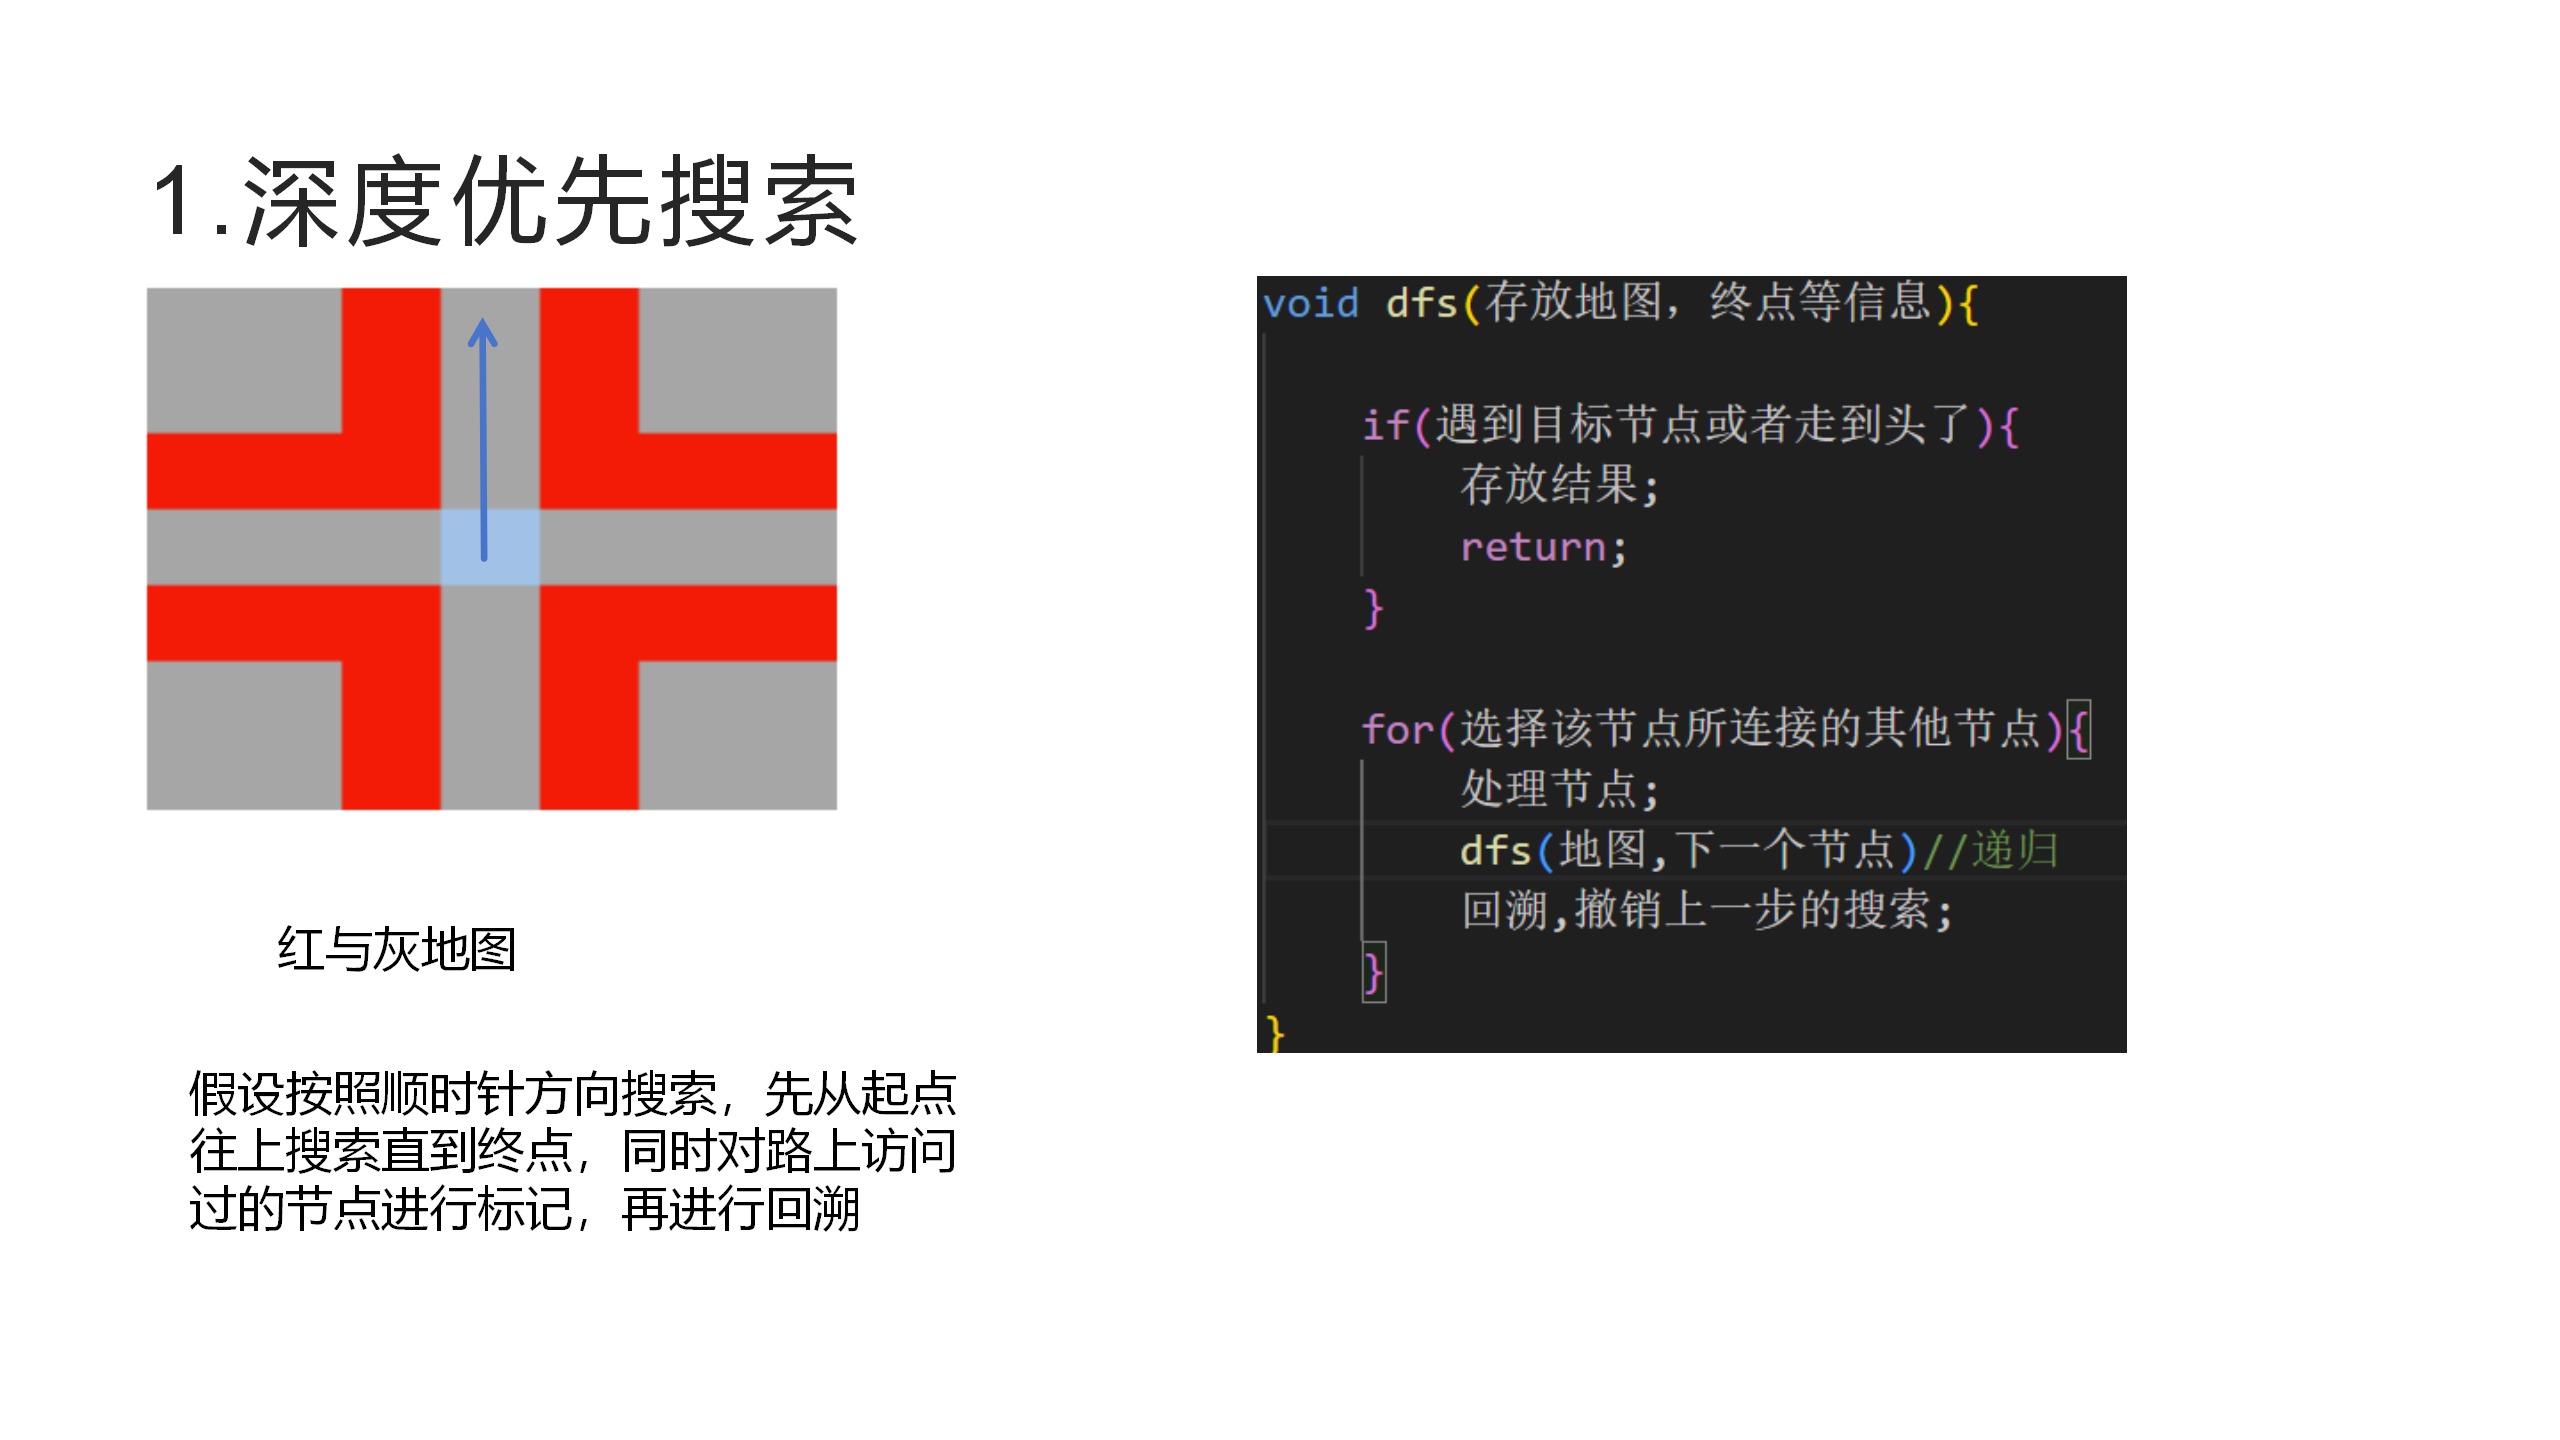 1.深度优先搜索
红与灰地图
假设按照顺时针方向搜索，先从起点
往上搜索直到终点，同时对路上访问
过的节点进行标记，再进行回溯
void dfs(存放地图，终点等信息){
if(遇到目标节点或者走到头了){
存放结果;
return;
}
for(选择该节点所连接的其他节点){
处理节点;
dfs(地图,下一个节点)//递归
回溯,撤销上一步的搜索;
}
}